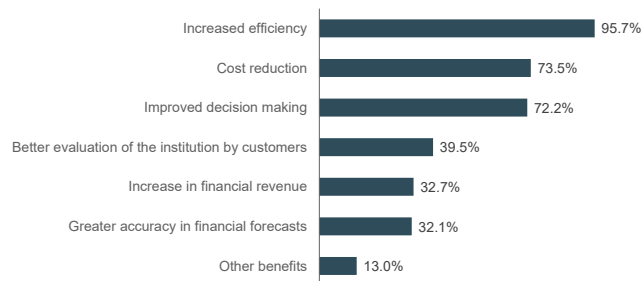 Increased efficiency 95.7%
Cost reduction 73.5%
Improved decision making 72.2%
Better evaluation of the institution by customers 39.5%
Increase in financial revenue 32.7%
Greater accuracy in financial forecasts 32.1%
Other benefits 13.0%